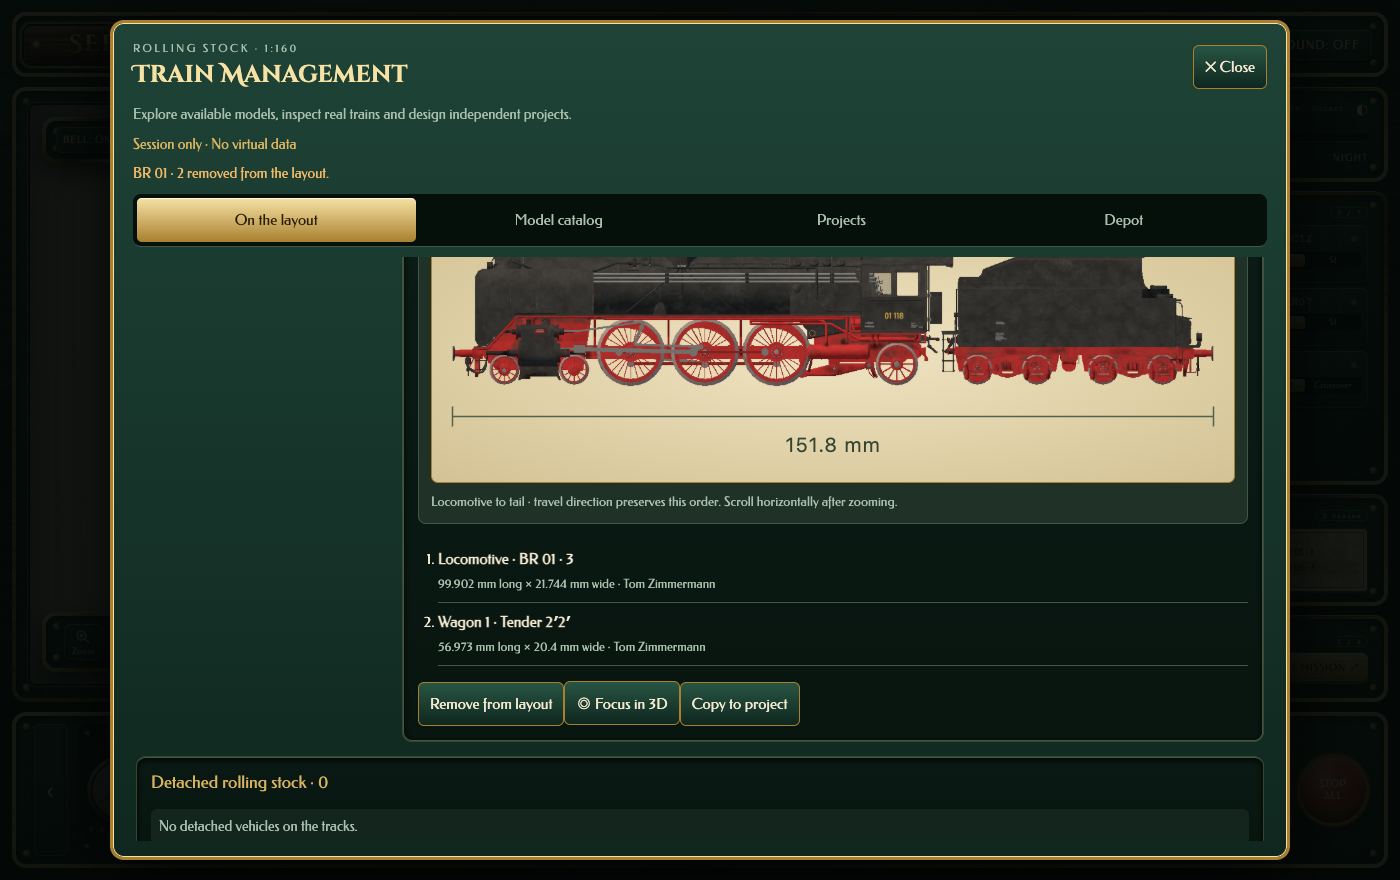 ROLLING STOCK · 1:160
TRAIN MANAGEMENT
× Close
Explore available models, inspect real trains and design independent projects.
Session only · No virtual data
BR 01 · 2 removed from the layout.
On the layout
Model catalog
Projects
Depot
01 118
151.8 mm
Locomotive to tail · travel direction preserves this order. Scroll horizontally after zooming.
1. Locomotive · BR 01 · 3
99.902 mm long × 21.744 mm wide · Tom Zimmermann
2. Wagon 1 · Tender 2′2′
56.973 mm long × 20.4 mm wide · Tom Zimmermann
Remove from layout
◎ Focus in 3D
Copy to project
Detached rolling stock · 0
No detached vehicles on the tracks.
NIGHT
Zoom
STOP
ALL